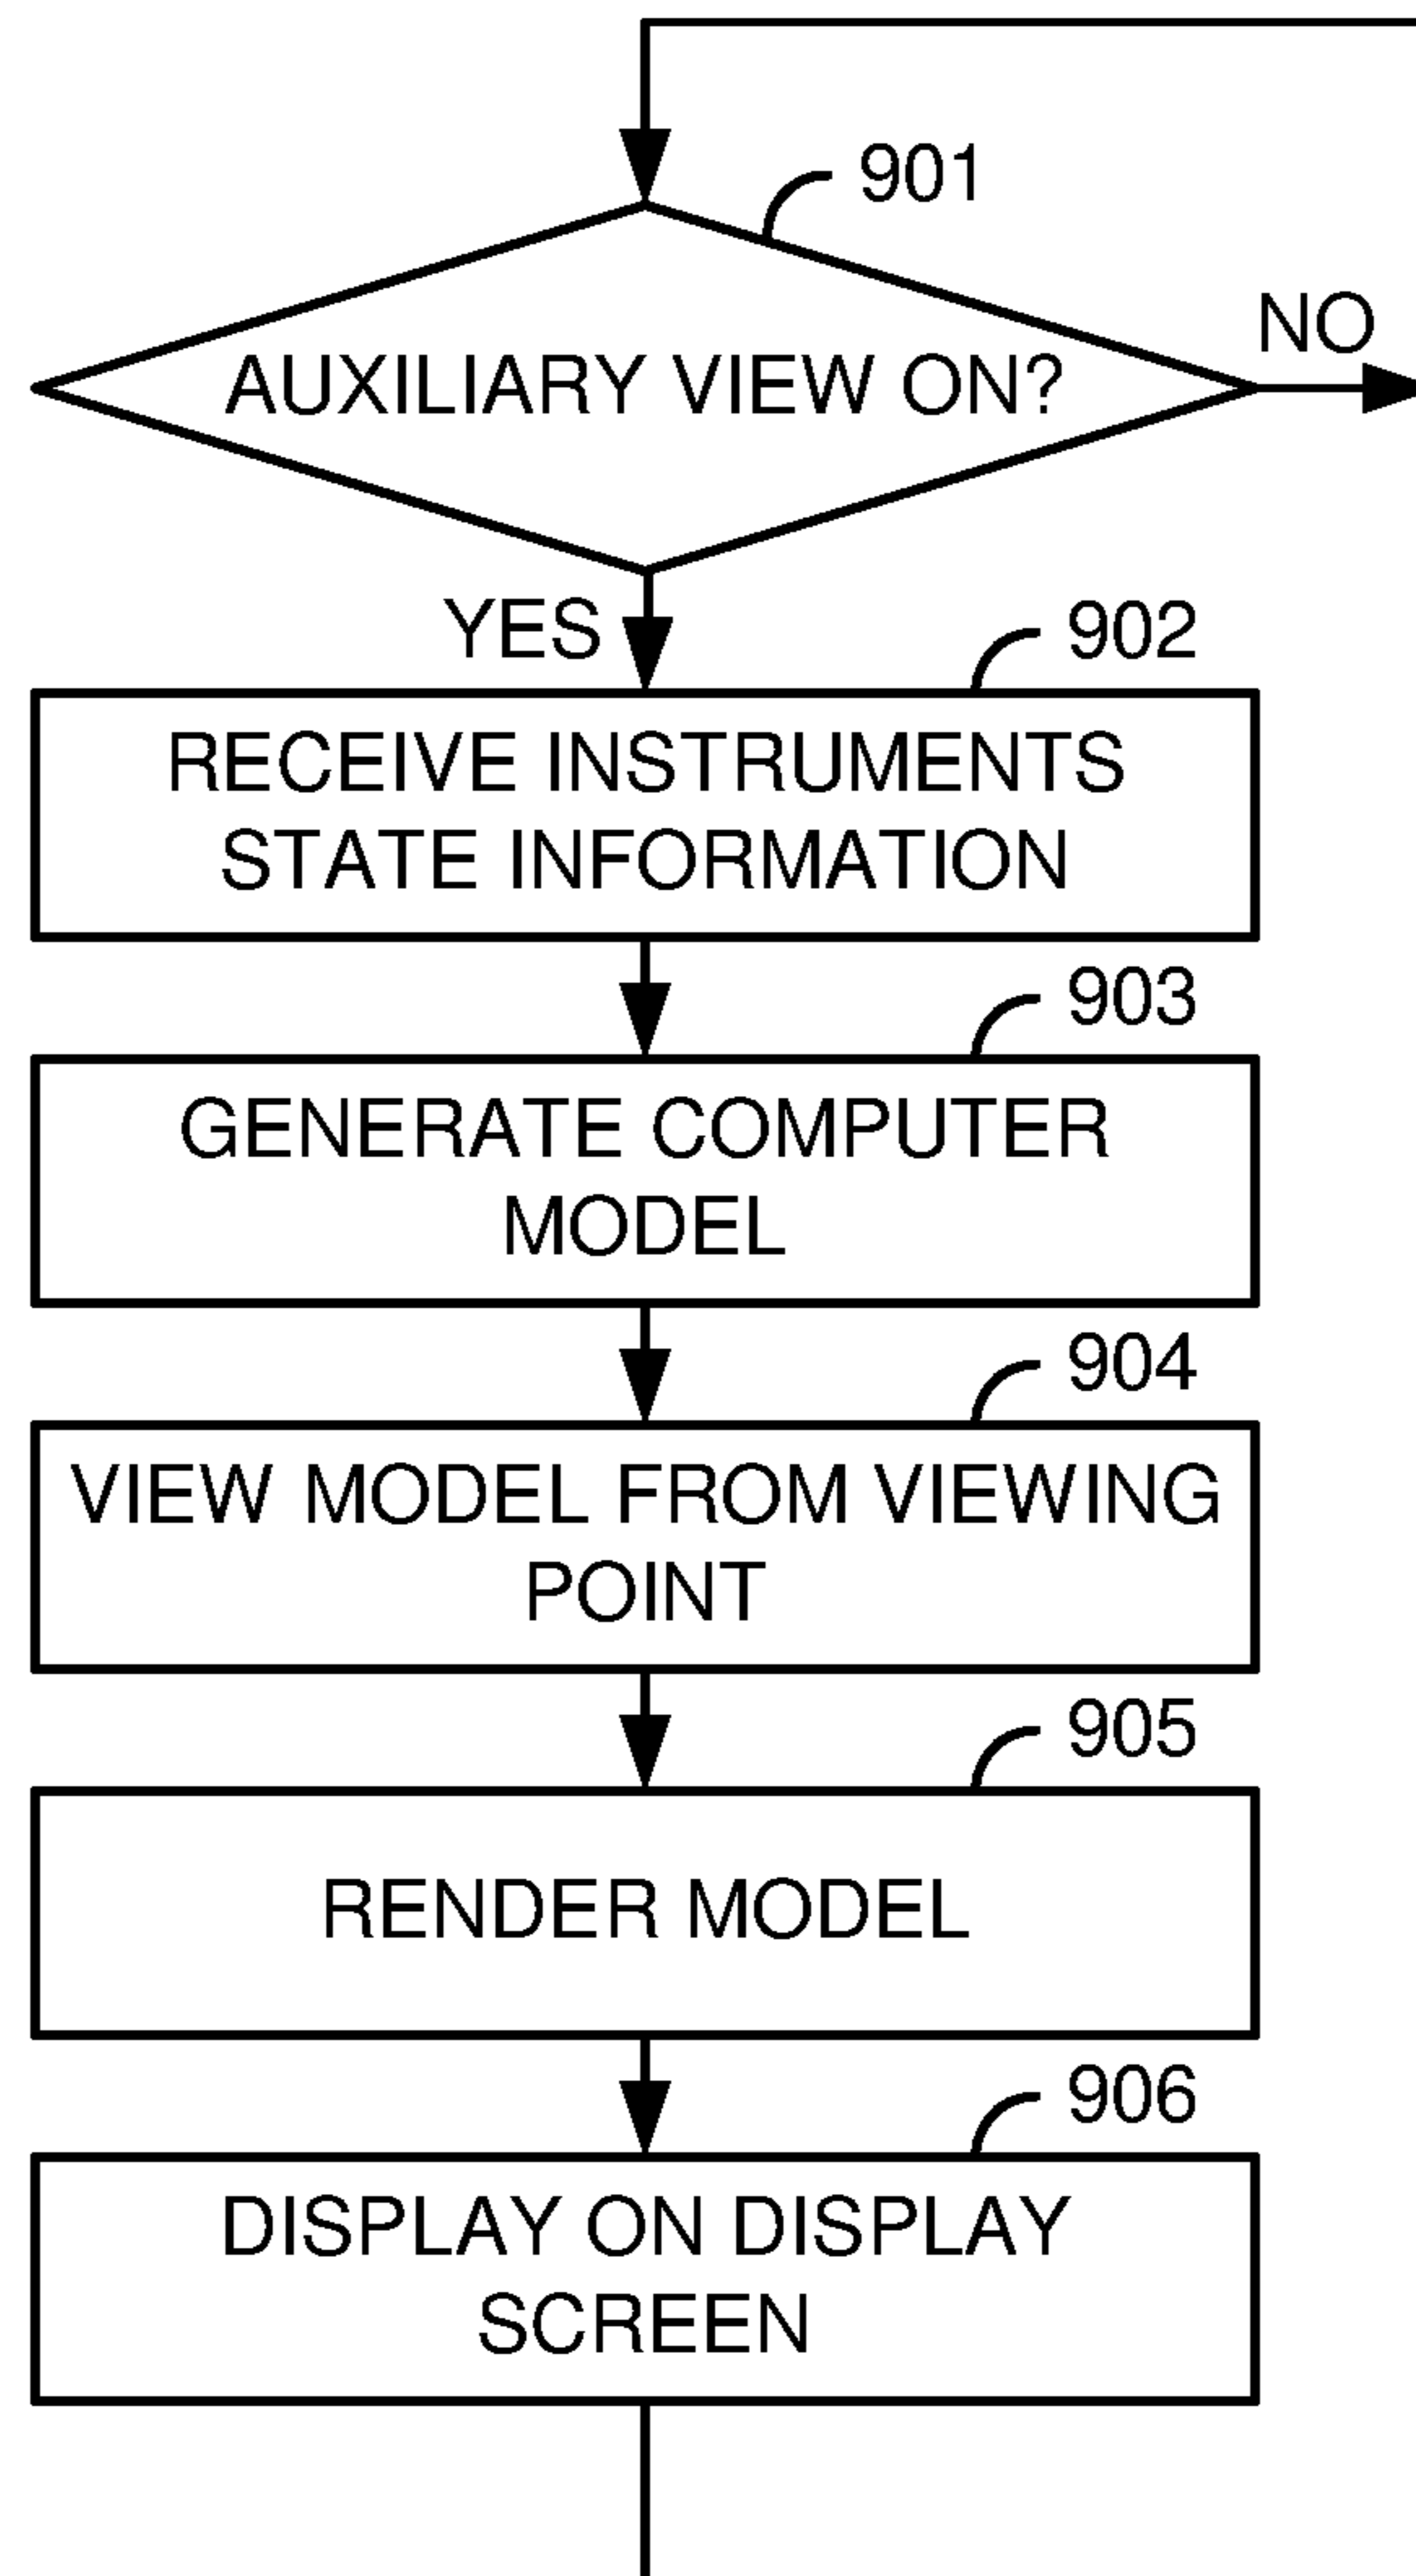 901
AUXILIARY VIEW ON?
NO
YES
902
RECEIVE INSTRUMENTS
STATE INFORMATION
903
GENERATE COMPUTER
MODEL
904
VIEW MODEL FROM VIEWING
POINT
905
RENDER MODEL
906
DISPLAY ON DISPLAY
SCREEN